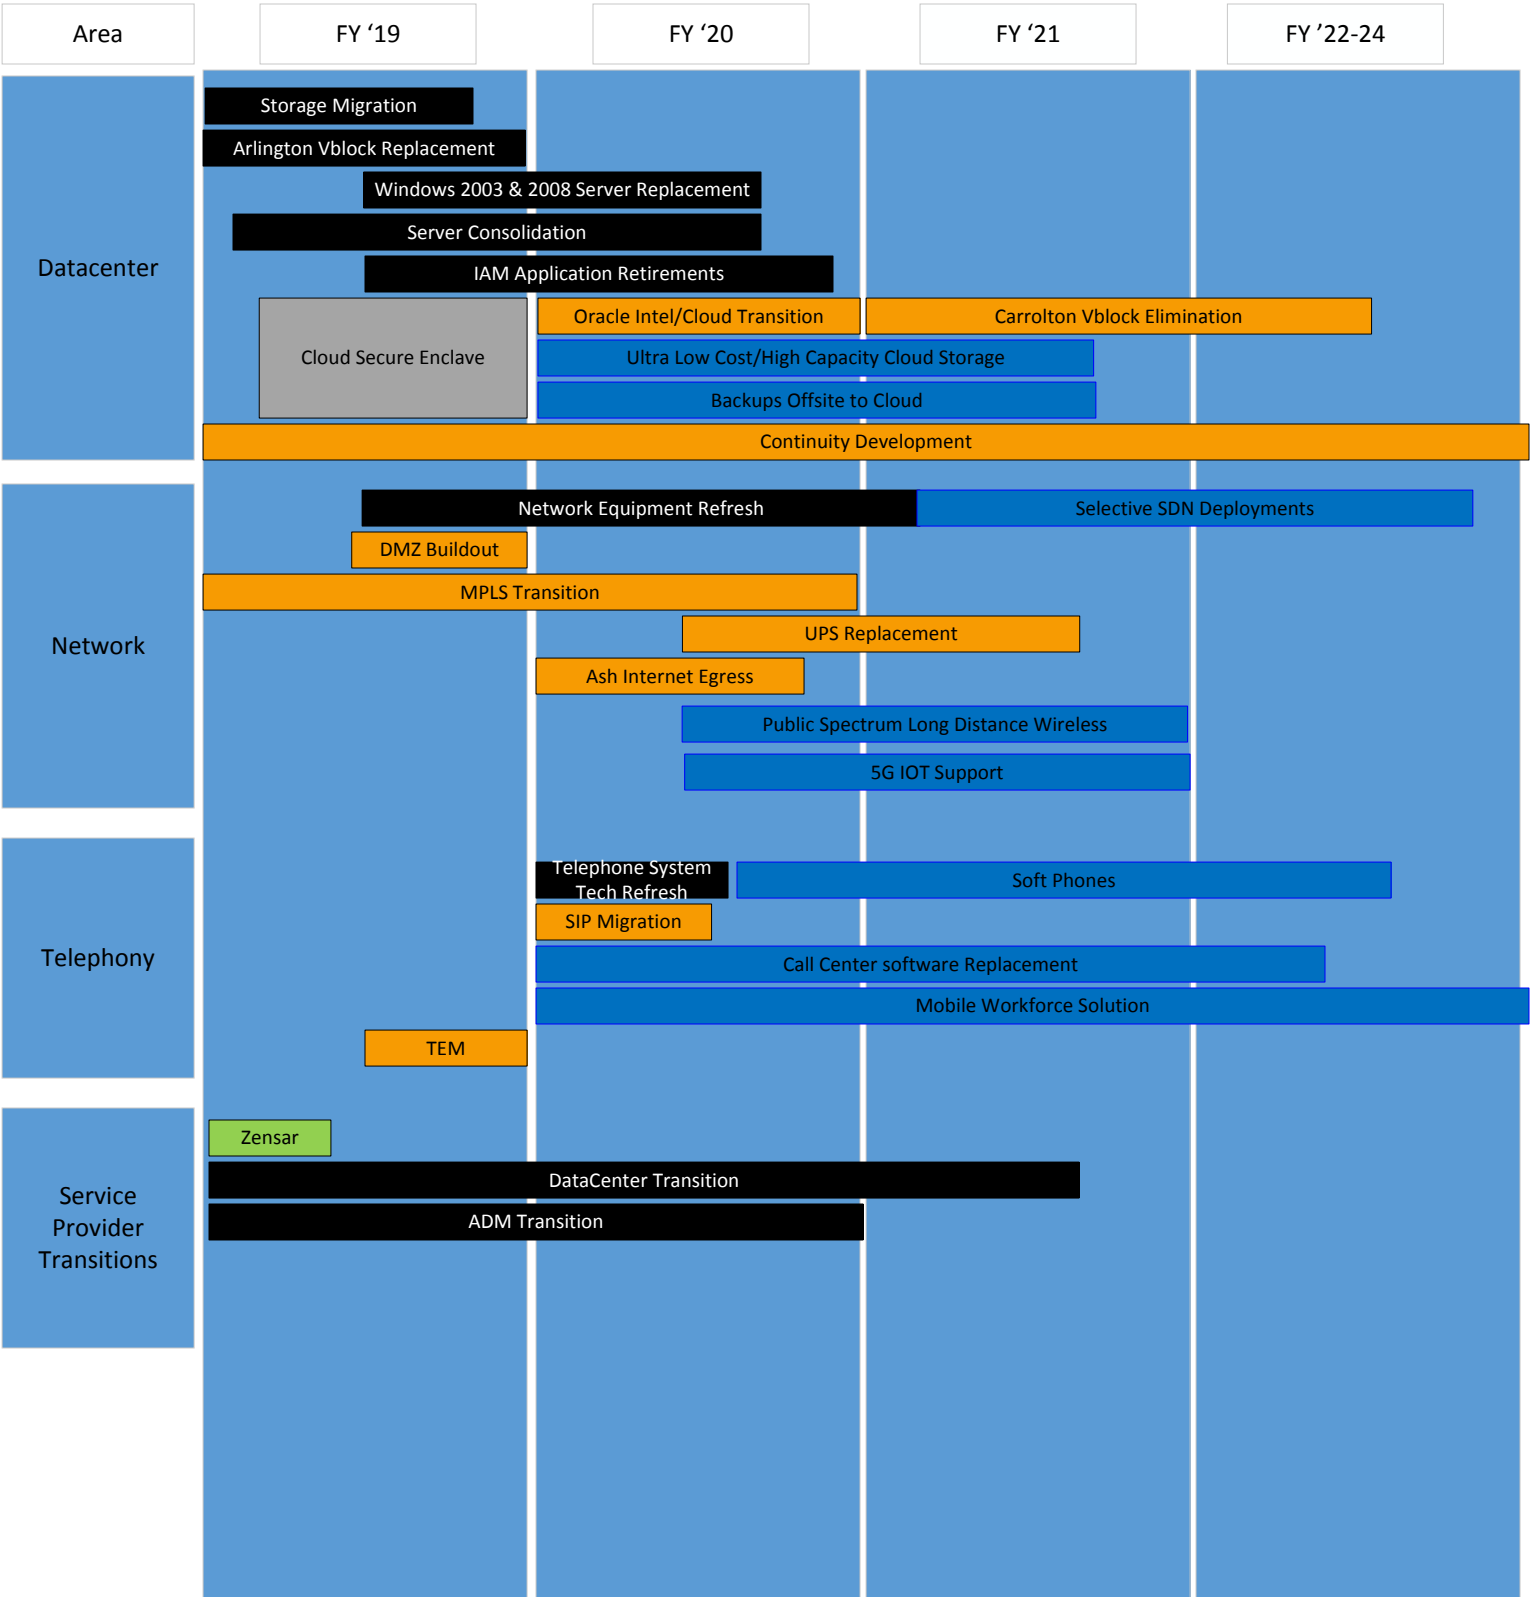 Area
FY ‘19
FY ‘20
FY ‘21
FY ’22-24
Datacenter
Storage Migration
Arlington Vblock Replacement
Windows 2003 & 2008 Server Replacement
Server Consolidation
IAM Application Retirements
Cloud Secure Enclave
Oracle Intel/Cloud Transition
Carrolton Vblock Elimination
Ultra Low Cost/High Capacity Cloud Storage
Backups Offsite to Cloud
Continuity Development
Network
Network Equipment Refresh
Selective SDN Deployments
DMZ Buildout
MPLS Transition
UPS Replacement
Ash Internet Egress
Public Spectrum Long Distance Wireless
5G IOT Support
Telephony
Telephone System
Tech Refresh
Soft Phones
SIP Migration
Call Center software Replacement
Mobile Workforce Solution
TEM
Service
Provider
Transitions
Zensar
DataCenter Transition
ADM Transition